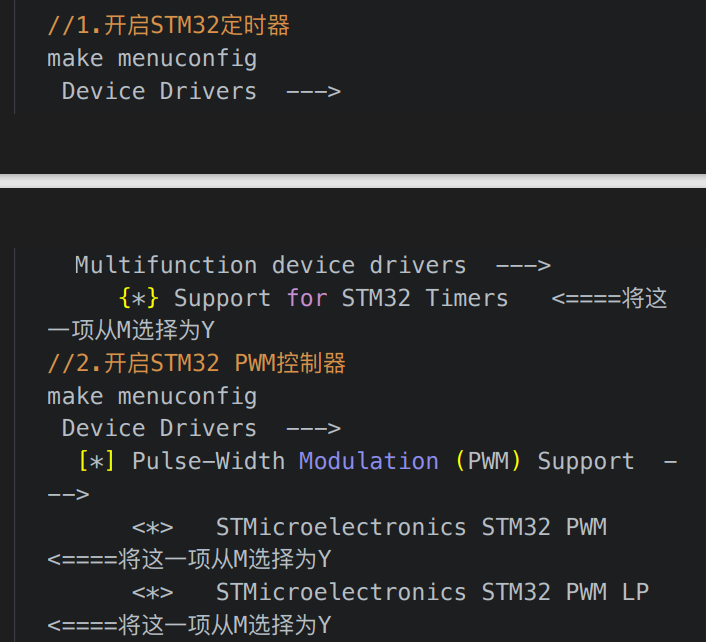 //1.开启STM32定时器
make menuconfig
Device Drivers --->
Multifunction device drivers --->
{*} Support for STM32 Timers <====将这
一项从M选择为Y
//2.开启STM32 PWM控制器
make menuconfig
Device Drivers --->
[*] Pulse-Width Modulation (PWM) Support -
-->
<*> STMicroelectronics STM32 PWM
<====将这一项从M选择为Y
<*> STMicroelectronics STM32 PWM LP
<====将这一项从M选择为Y